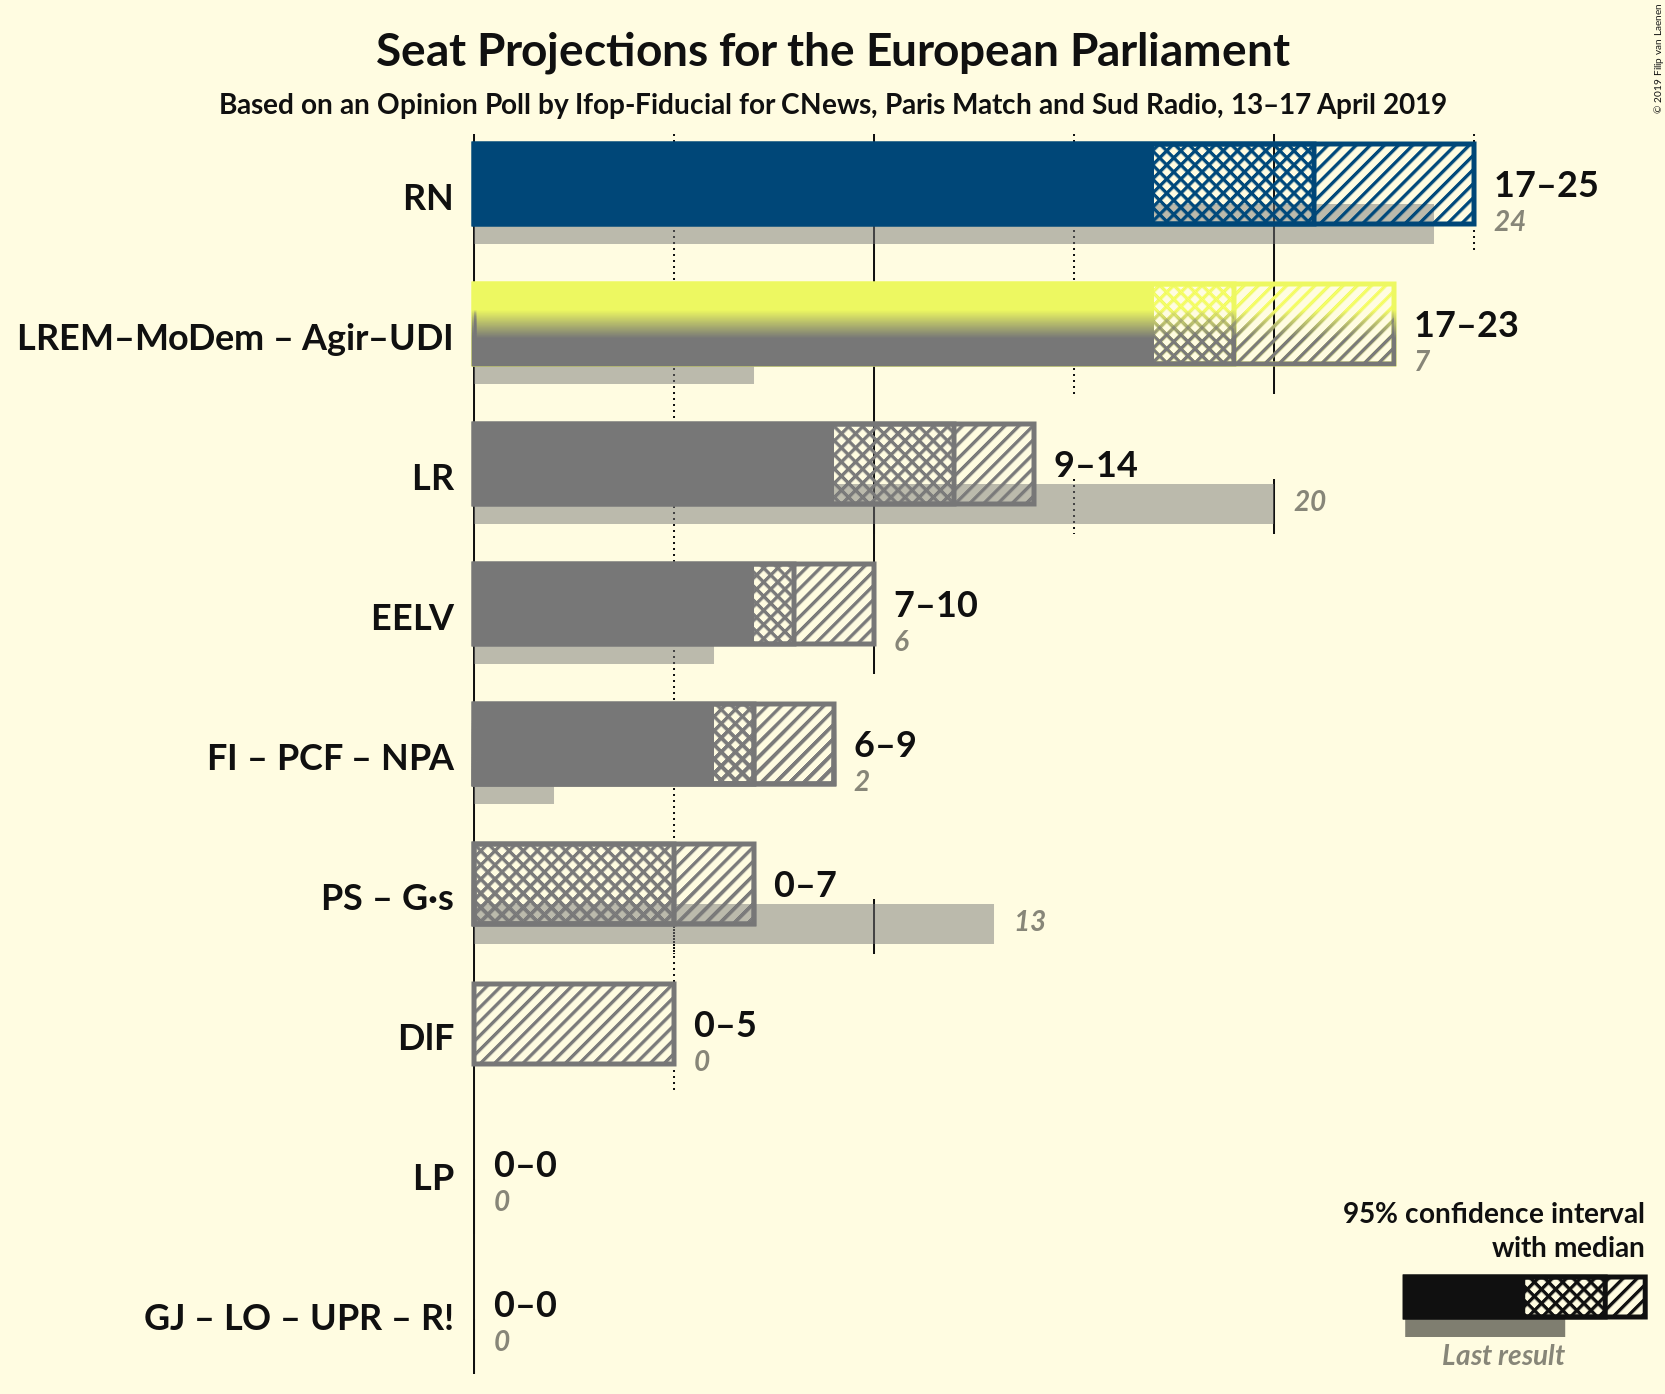 Seat Projections for the European Parliament
Based on an Opinion Poll by Ifop-Fiducial for CNews, Paris Match and Sud Radio, 13–17 April 2019
© 2019 Filip van Laenen
RN
17–25
24
LREM–MoDem – Agir–UDI
17–23
7
LR
9–14
20
EELV
7–10
6
FI – PCF – NPA
6–9
2
PS – G·s
0–7
13
DlF
0–5
0
LP
0–0
0
GJ – LO – UPR – R!
0–0
0
95% confidence interval
with median
Last result